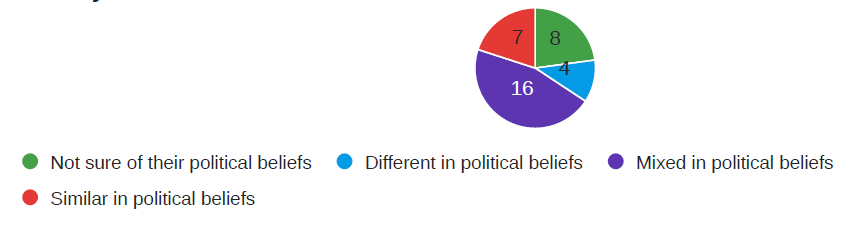 7 8
4
16
Not sure of their political beliefs Different in political beliefs Mixed in political beliefs
Similar in political beliefs